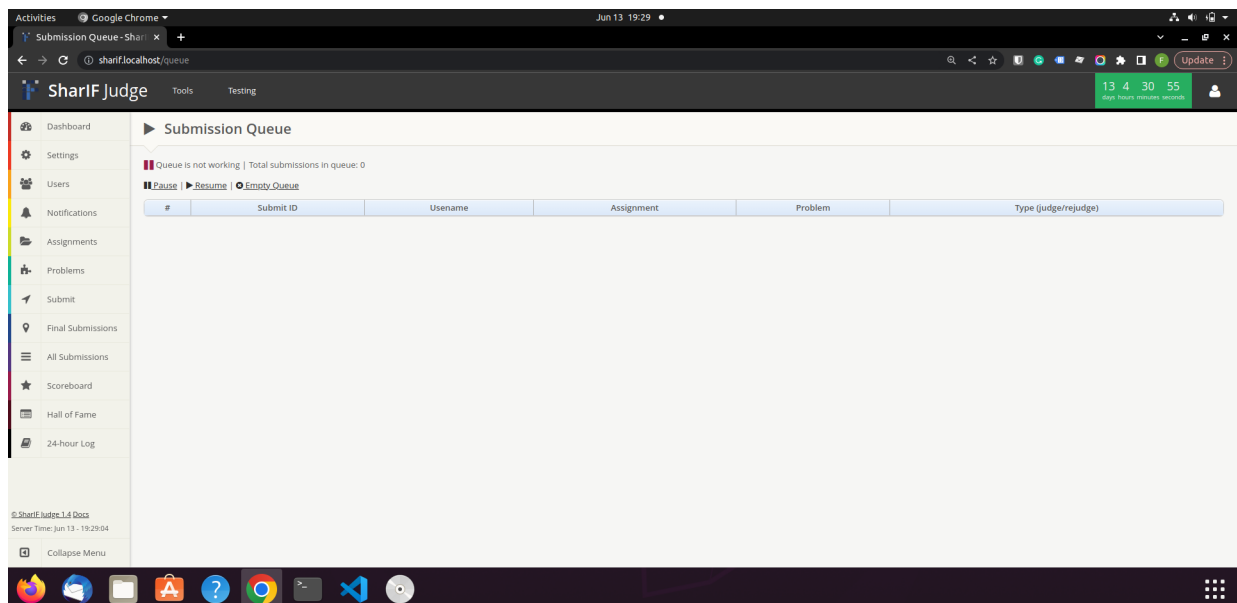 Activities Google Chrome Jun 13 19:29
Submission Queue - Shari
sharif.localhost/queue F Update
SharIF Judge Tools Testing 13 4 30 55
days hours minutes seconds
Dashboard
Settings
Users
Notifications
Assignments
Problems
Submit
Final Submissions
All Submissions
Scoreboard
Hall of Fame
24-hour Log
© SharIF Judge 1.4 Docs
Server Time: Jun 13 - 19:29:04
Collapse Menu
Submission Queue
Queue is not working | Total submissions in queue: 0
Pause | Resume | Empty Queue
# Submit ID Usename Assignment Problem Type (judge/rejudge)